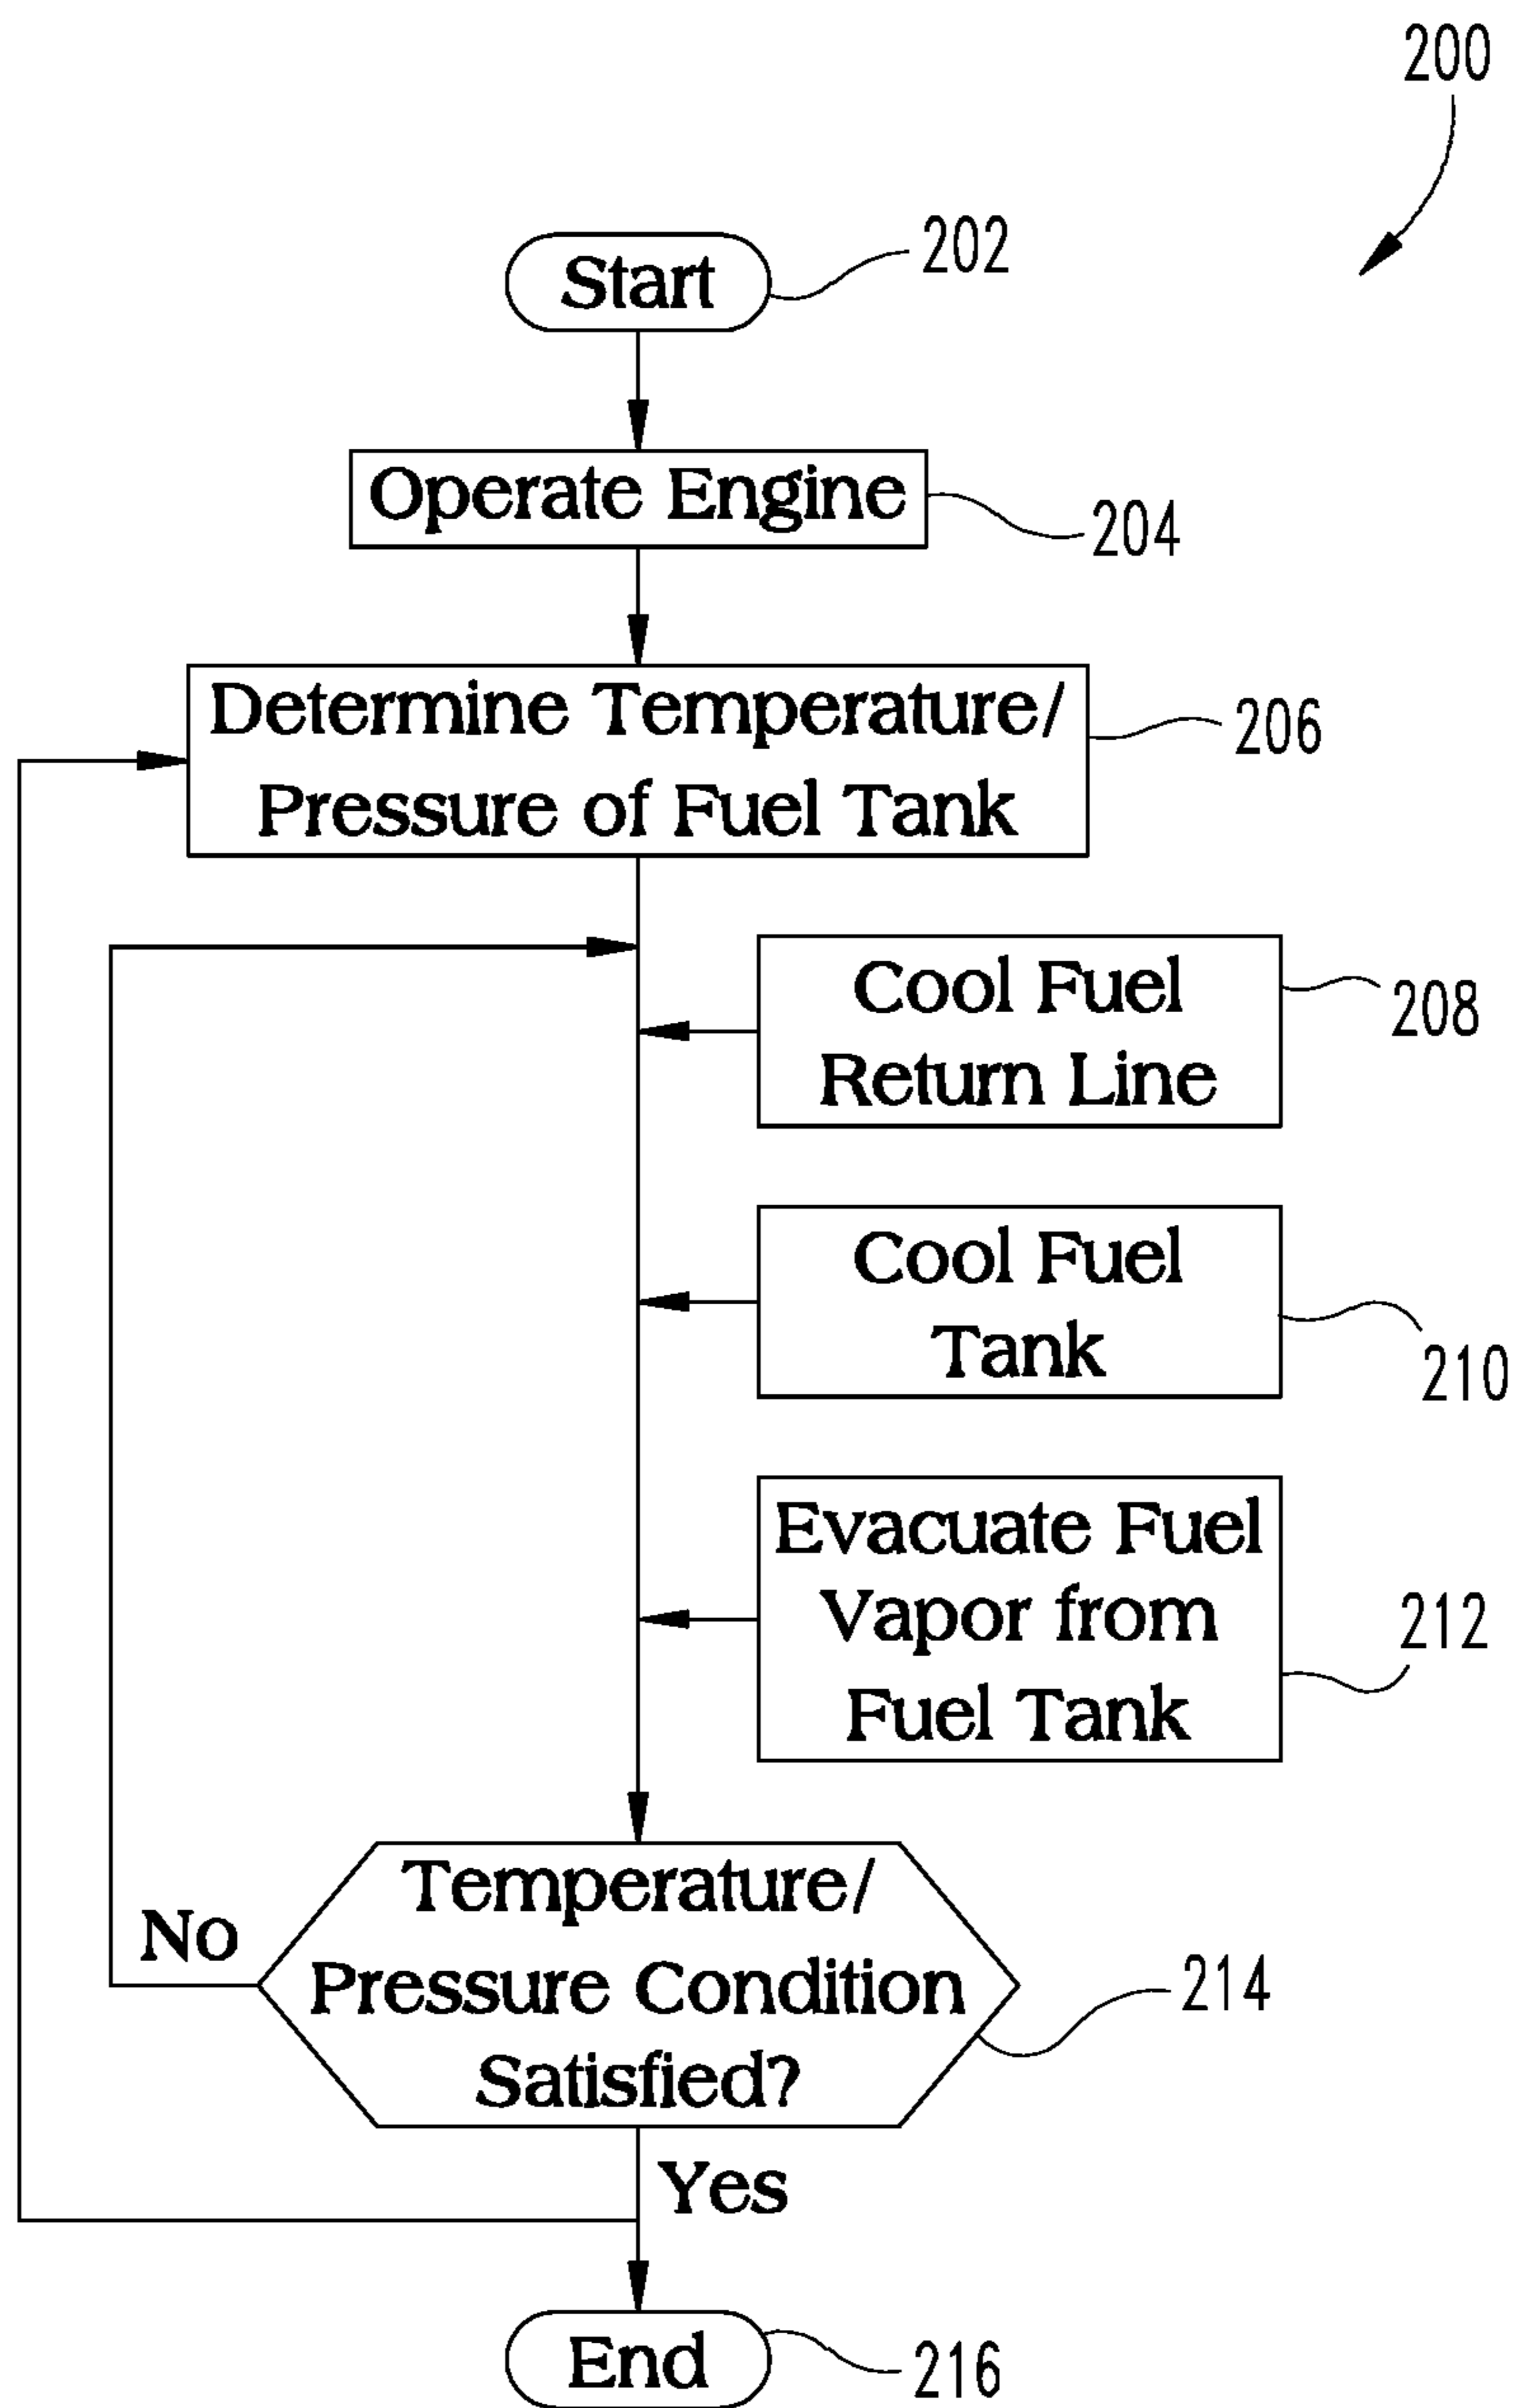 200
Start
202
Operate Engine
204
Determine Temperature/
Pressure of Fuel Tank
206
Cool Fuel
Return Line
208
Cool Fuel
Tank
210
Evacuate Fuel
Vapor from
Fuel Tank
212
Temperature/
Pressure Condition
Satisfied?
214
No
Yes
End
216